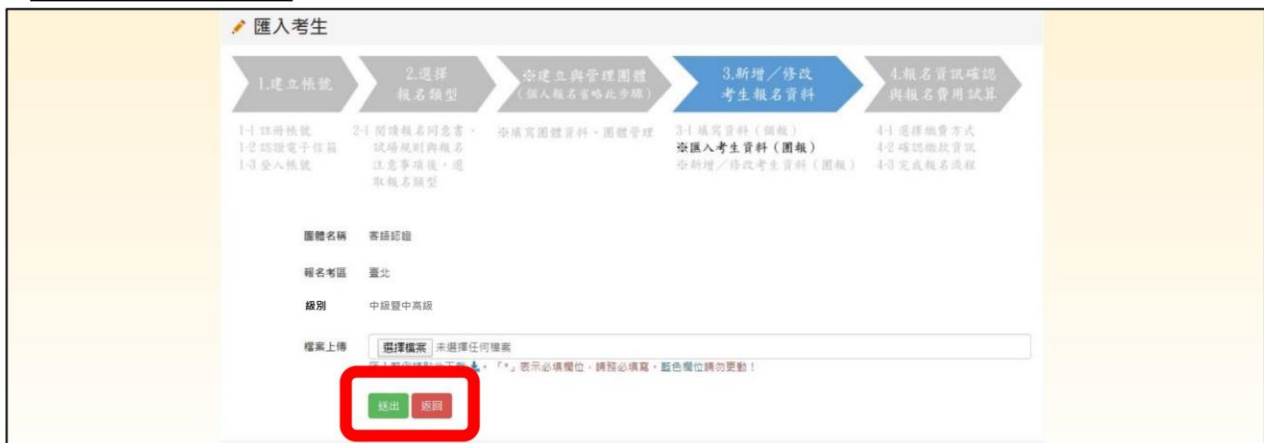 匯入考生
1.建立帳號
2.選擇
報名類型
※建立與管理團體
(個人報名省略此步驟)
3.新增/修改
考生報名資料
4.報名資訊確認
與報名費用試算
1-1 註冊帳號
1-2 認證電子信箱
1-3 登入帳號
2-1 閱讀報名同意書、
試場規則與報名
注意事項後,選
取報名類型
※填寫團體資料、團體管理
3-1 填寫資料(個報)
※匯入考生資料(團報)
※新增/修改考生資料(團報)
4-1 選擇繳費方式
4-2 確認繳款資訊
4-3 完成報名流程
團體名稱 客語認證
報名考區 臺北
級別 中級暨中高級
檔案上傳 選擇檔案 未選擇任何檔案
「*」表示必填欄位,請務必填寫,藍色欄位請勿更動!
送出 返回